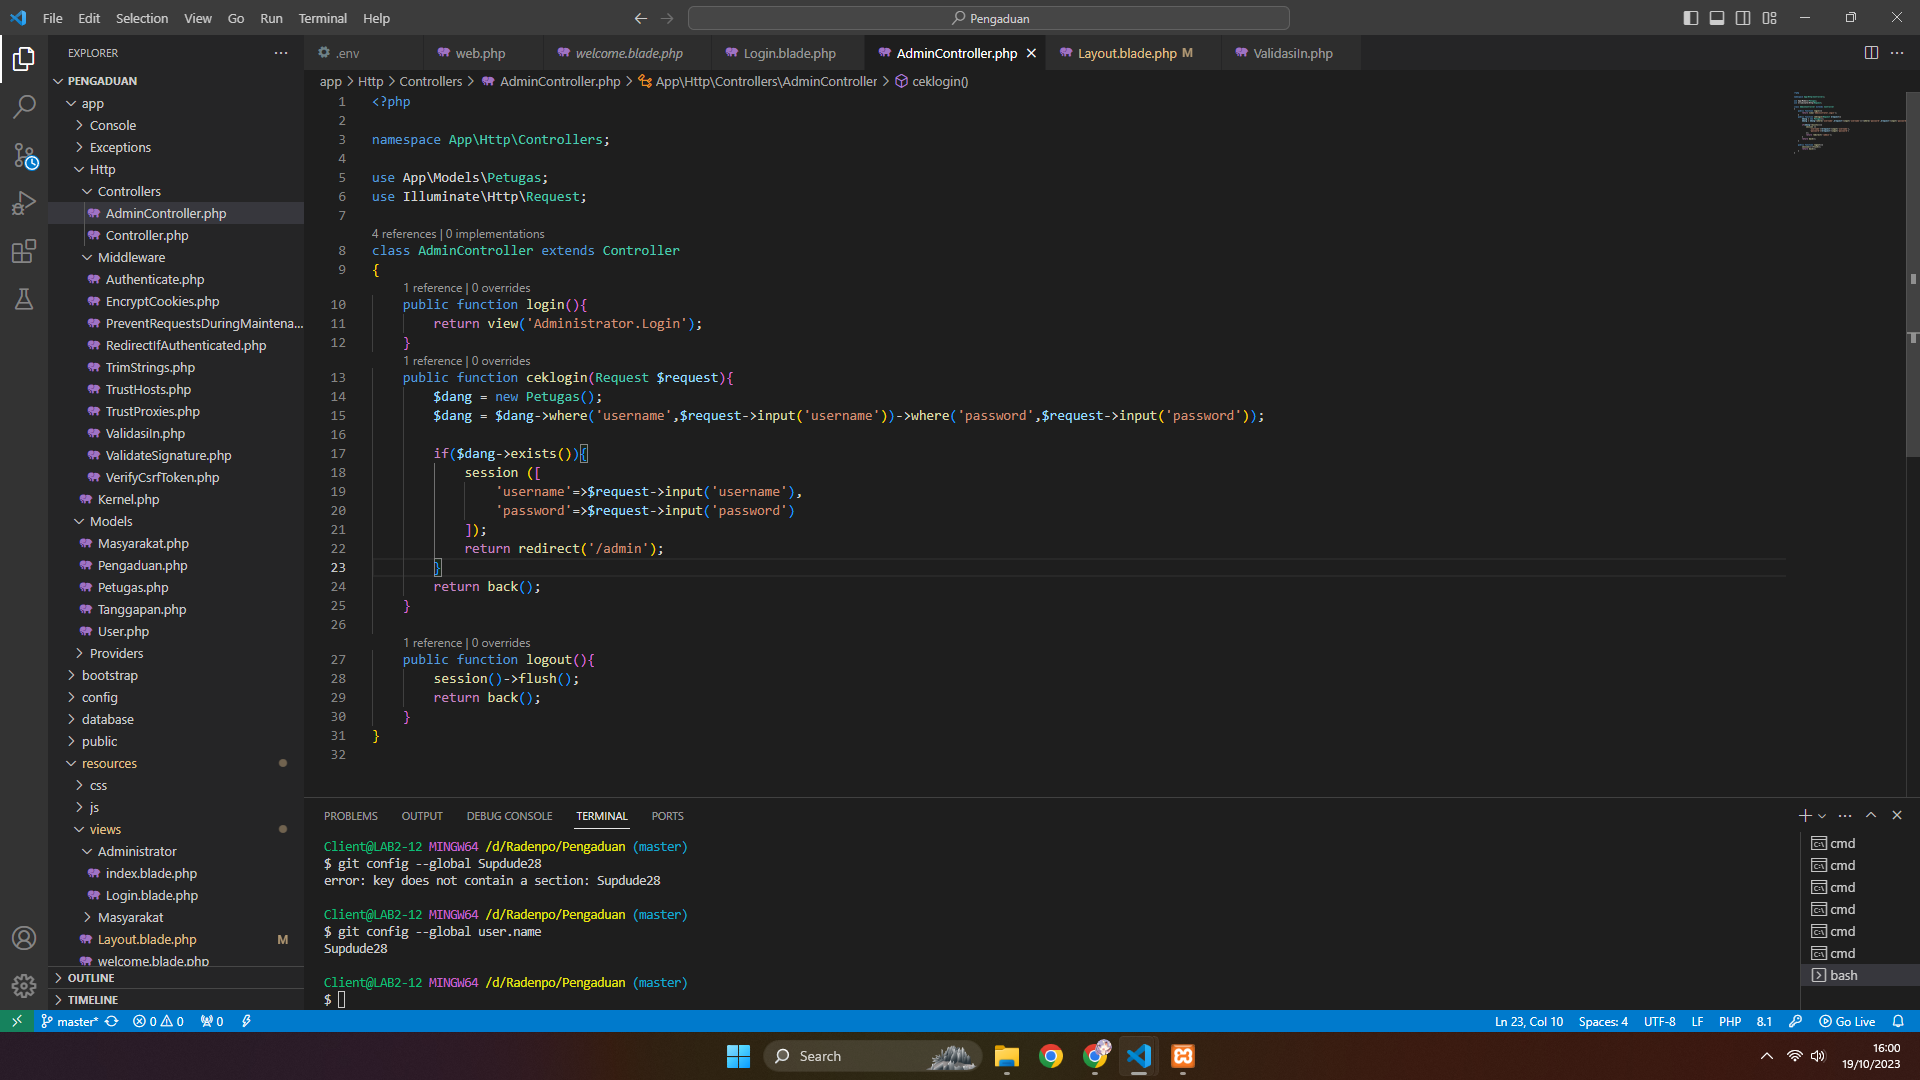 File Edit Selection View Go Run Terminal Help
Pengaduan
EXPLORER
.env
web.php
welcome.blade.php
Login.blade.php
AdminController.php
Layout.blade.php M
ValidasiIn.php
app > Http > Controllers > AdminController.php > App\Http\Controllers\AdminController > ceklogin()
PENGADUAN
app
Console
Exceptions
Http
Controllers
AdminController.php
Controller.php
Middleware
Authenticate.php
EncryptCookies.php
PreventRequestsDuringMaintena...
RedirectIfAuthenticated.php
TrimStrings.php
TrustHosts.php
TrustProxies.php
ValidasiIn.php
ValidateSignature.php
VerifyCsrfToken.php
Kernel.php
Models
Masyarakat.php
Pengaduan.php
Petugas.php
Tanggapan.php
User.php
Providers
bootstrap
config
database
public
resources
css
js
views
Administrator
index.blade.php
Login.blade.php
Masyarakat
Layout.blade.php M
welcome.blade.php
OUTLINE
TIMELINE
1 <?php
2
3 namespace App\Http\Controllers;
4
5 use App\Models\Petugas;
6 use Illuminate\Http\Request;
7
4 references | 0 implementations
8 class AdminController extends Controller
9 {
1 reference | 0 overrides
10 public function login(){
11 return view('Administrator.Login');
12 }
1 reference | 0 overrides
13 public function ceklogin(Request $request){
14 $dang = new Petugas();
15 $dang = $dang->where('username',$request->input('username'))->where('password',$request->input('password'));
16
17 if($dang->exists()){
18 session ([
19 'username'=>$request->input('username'),
20 'password'=>$request->input('password')
21 ]);
22 return redirect('/admin');
23 }
24 return back();
25 }
26
1 reference | 0 overrides
27 public function logout(){
28 session()->flush();
29 return back();
30 }
31 }
32
PROBLEMS OUTPUT DEBUG CONSOLE TERMINAL PORTS
Client@LAB2-12 MINGW64 /d/Radenpo/Pengaduan (master)
$ git config --global Supdude28
error: key does not contain a section: Supdude28
Client@LAB2-12 MINGW64 /d/Radenpo/Pengaduan (master)
$ git config --global user.name
Supdude28
Client@LAB2-12 MINGW64 /d/Radenpo/Pengaduan (master)
$
cmd
cmd
cmd
cmd
cmd
cmd
bash
master* 0 0 0
Ln 23, Col 10 Spaces: 4 UTF-8 LF PHP 8.1 Go Live
Search
16:00
19/10/2023